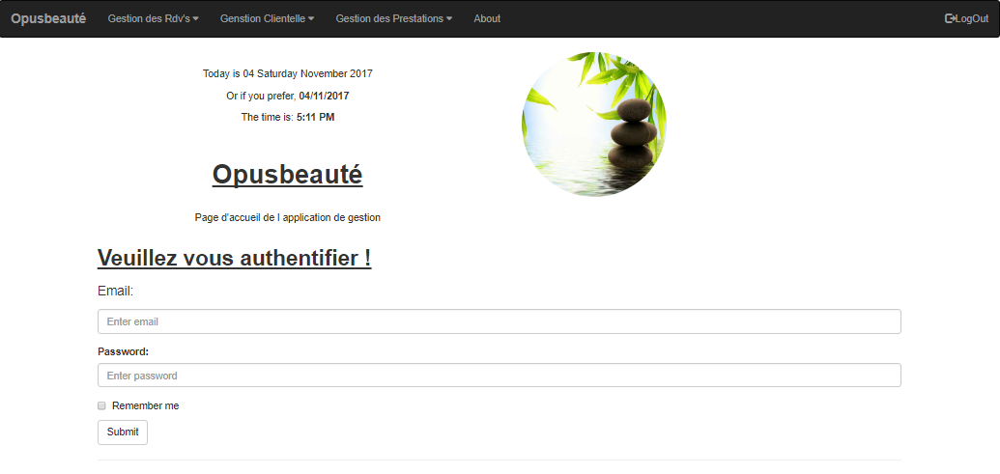 Opusbeauté Gestion des Rdv's Genstion Clientelle Gestion des Prestations About LogOut
Today is 04 Saturday November 2017
Or if you prefer, 04/11/2017
The time is: 5:11 PM
Opusbeauté
Page d'accueil de l application de gestion
Veuillez vous authentifier !
Email:
Enter email
Password:
Enter password
Remember me
Submit